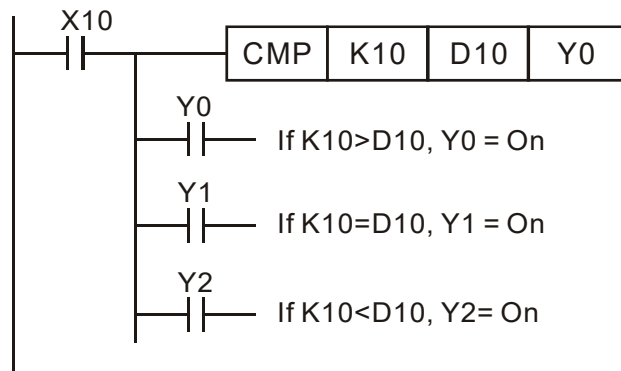 X10
CMP K10 D10 Y0
Y0
If K10>D10, Y0 = On
Y1
If K10=D10, Y1 = On
Y2
If K10<D10, Y2= On